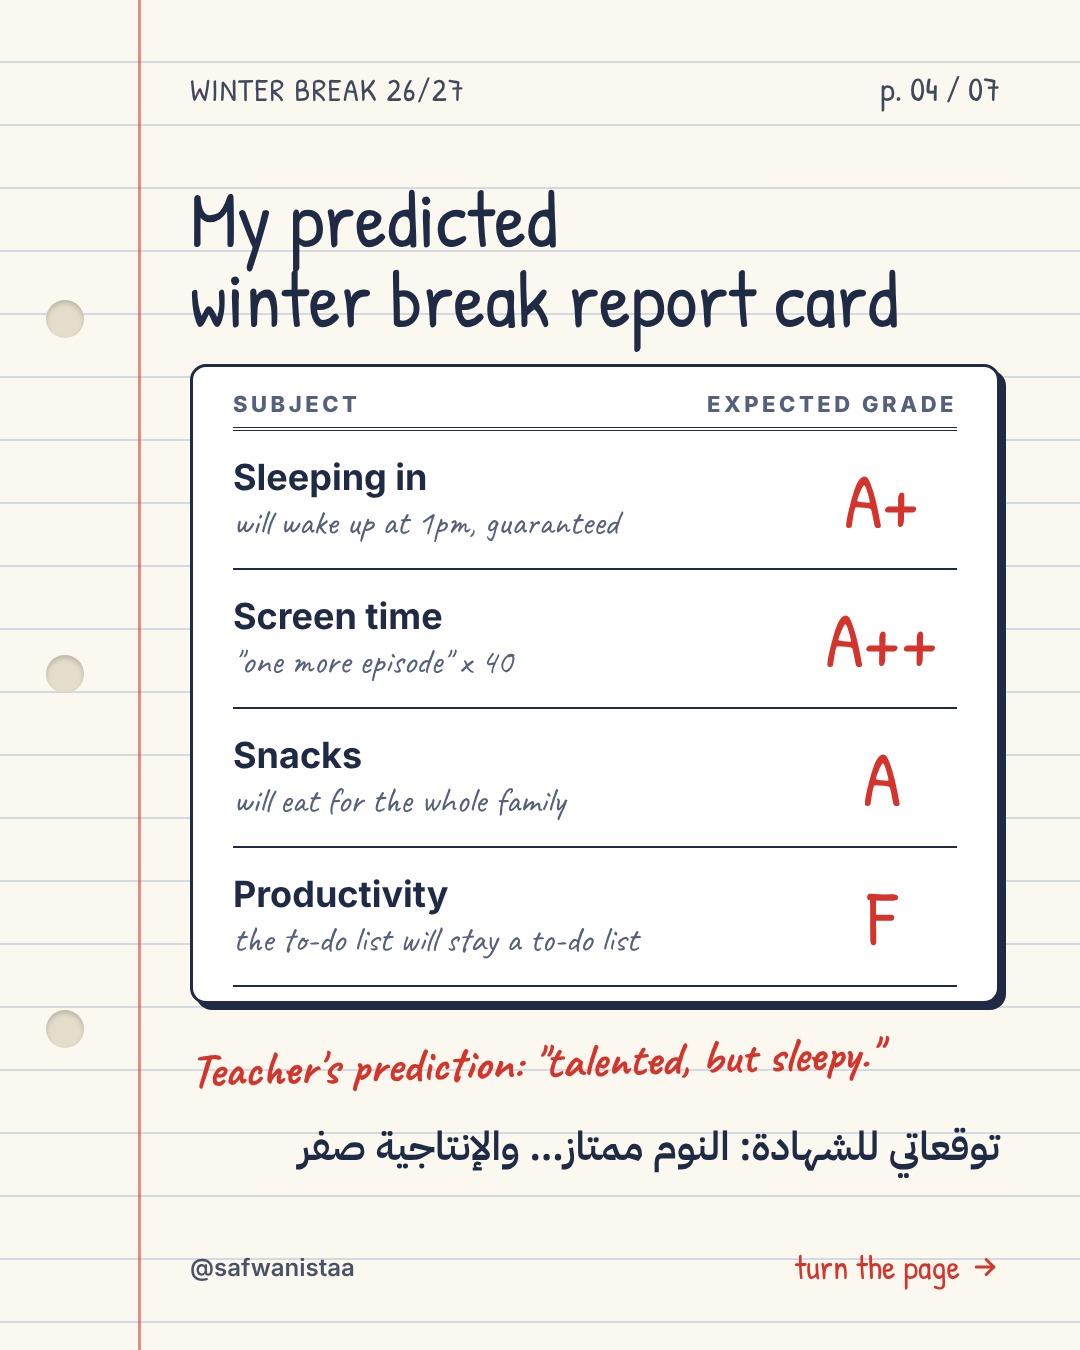 WINTER BREAK 26/27
p. 04 / 07
My predicted
winter break report card
SUBJECT
EXPECTED GRADE
Sleeping in
A+
will wake up at 1pm, guaranteed
Screen time
A++
"one more episode" x 40
Snacks
A
will eat for the whole family
Productivity
F
the to-do list will stay a to-do list
Teacher's prediction: "talented, but sleepy."
توقعاتي للشهادة: النوم ممتاز... والإنتاجية صفر
@safwanistaa
turn the page →